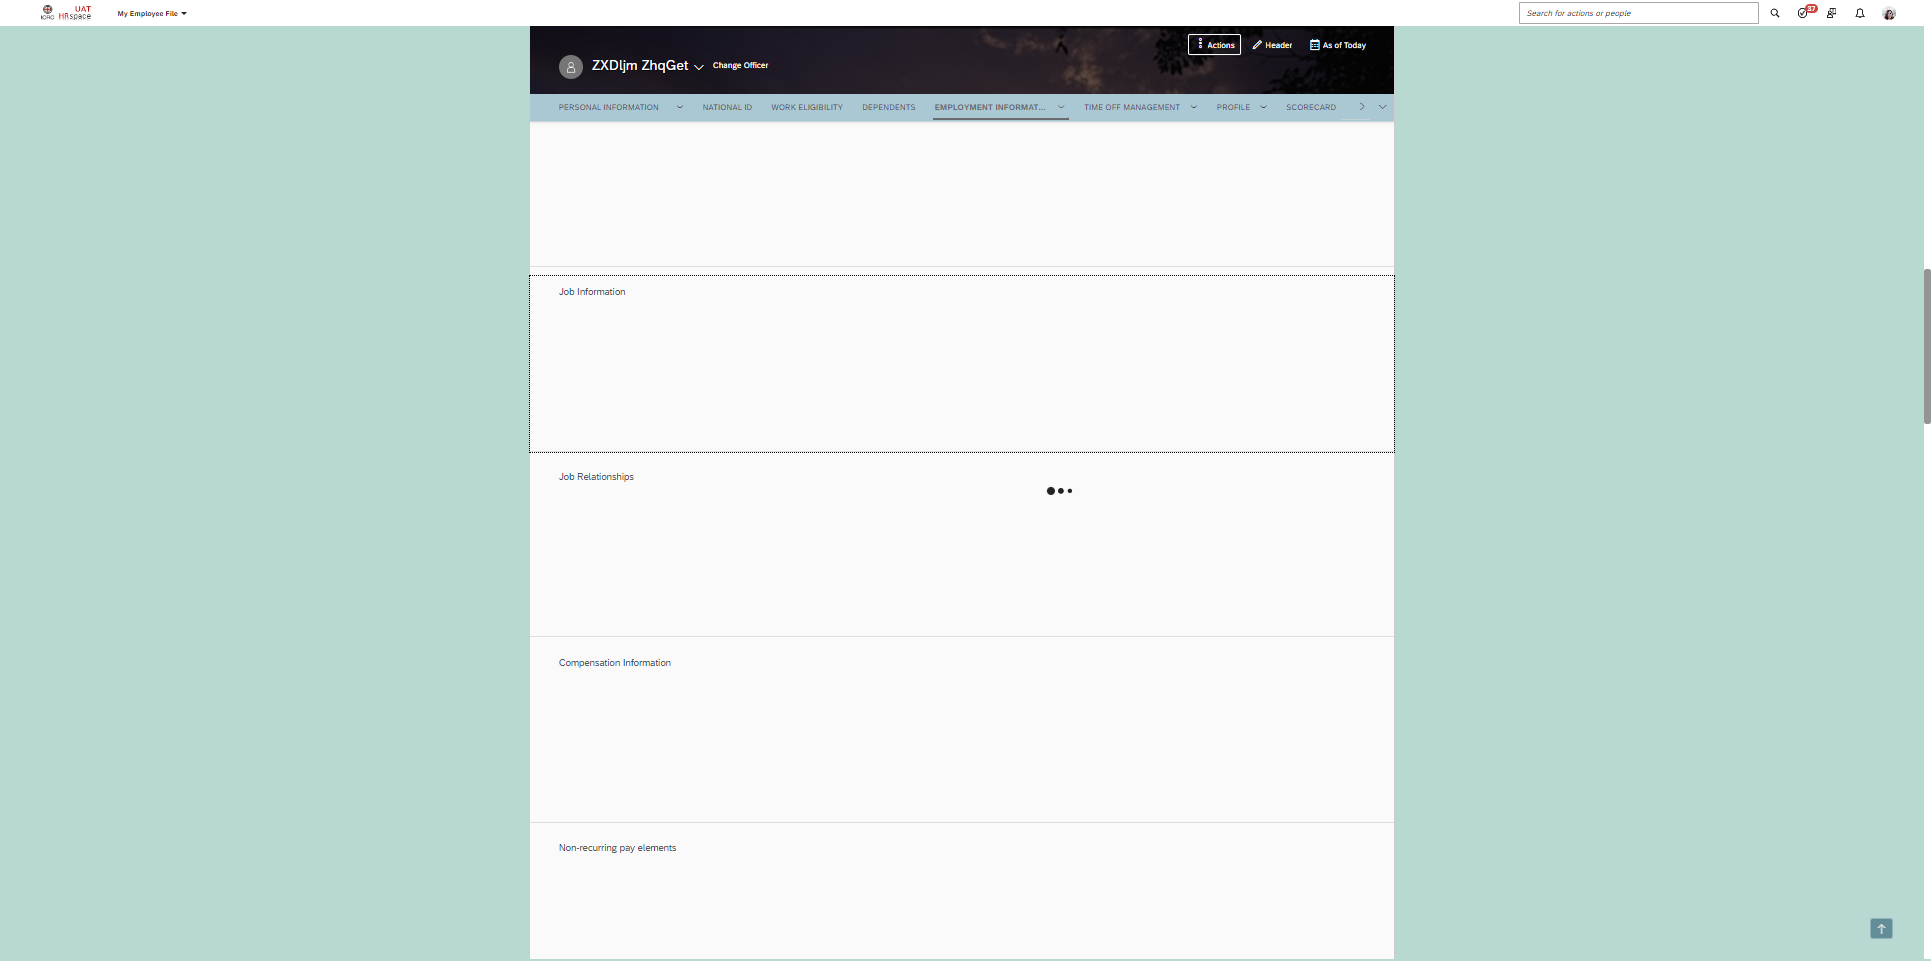 ICRC
UAT
HRspace
My Employee File
Search for actions or people
37
Actions
Header
As of Today
ZXDljm ZhqGet
Change Officer
PERSONAL INFORMATION
NATIONAL ID
WORK ELIGIBILITY
DEPENDENTS
EMPLOYMENT INFORMAT...
TIME OFF MANAGEMENT
PROFILE
SCORECARD
Job Information
Job Relationships
Compensation Information
Non-recurring pay elements